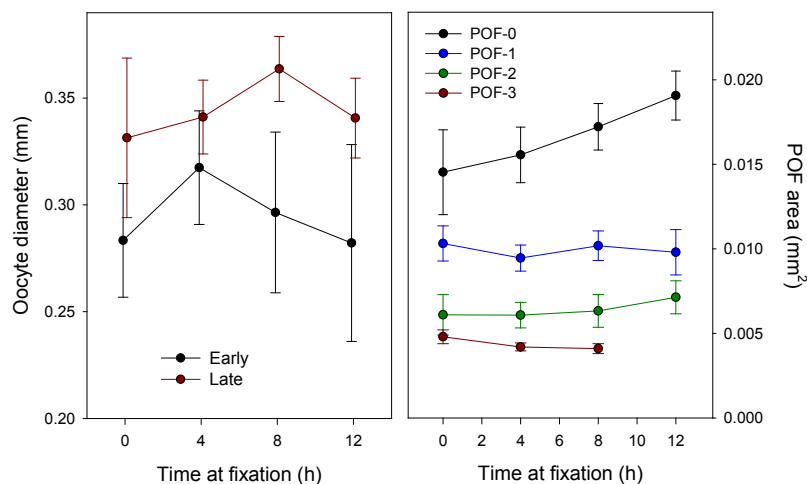 Oocyte diameter (mm)
0.35
0.30
0.25
0.20
Early
Late
0
4
8
12
Time at fixation (h)
POF-0
POF-1
POF-2
POF-3
0.020
0.015
0.010
0.005
0.000
POF area (mm²)
0 2 4 6 8 10 12
Time at fixation (h)